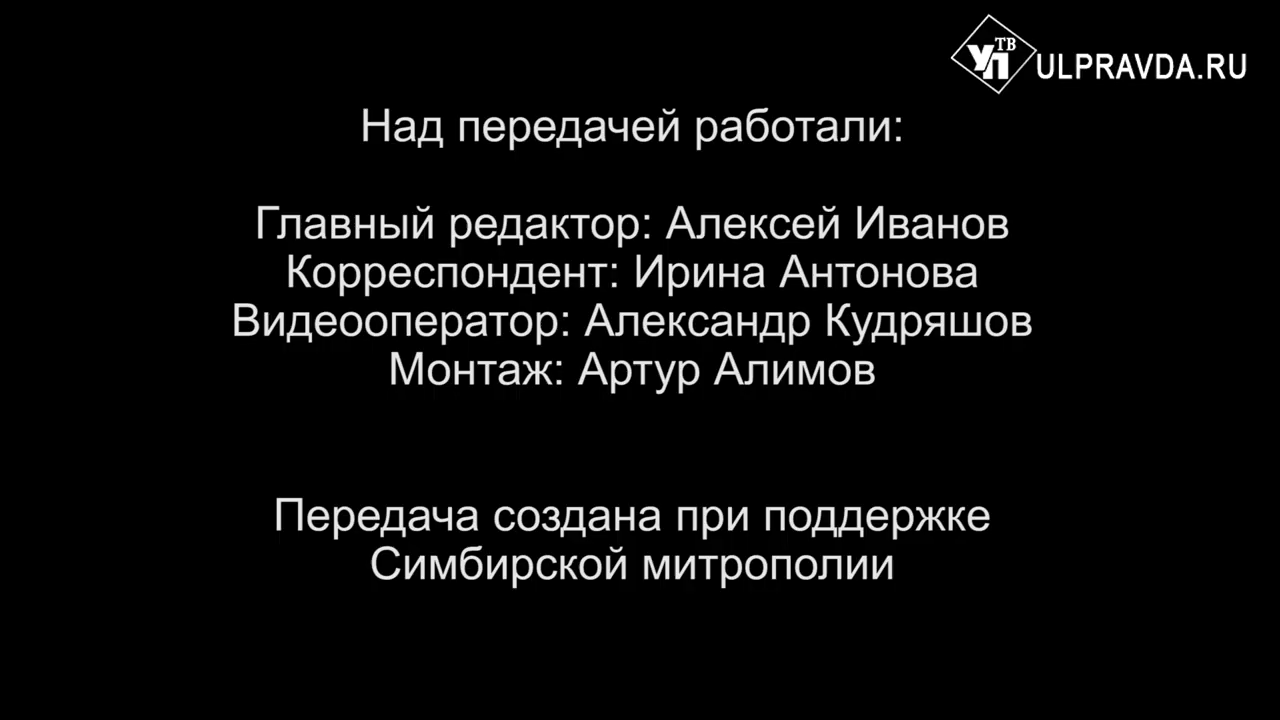 УП ТВ ULPRAVDA.RU
Над передачей работали:
Главный редактор: Алексей Иванов
Корреспондент: Ирина Антонова
Видеооператор: Александр Кудряшов
Монтаж: Артур Алимов
Передача создана при поддержке
Симбирской митрополии